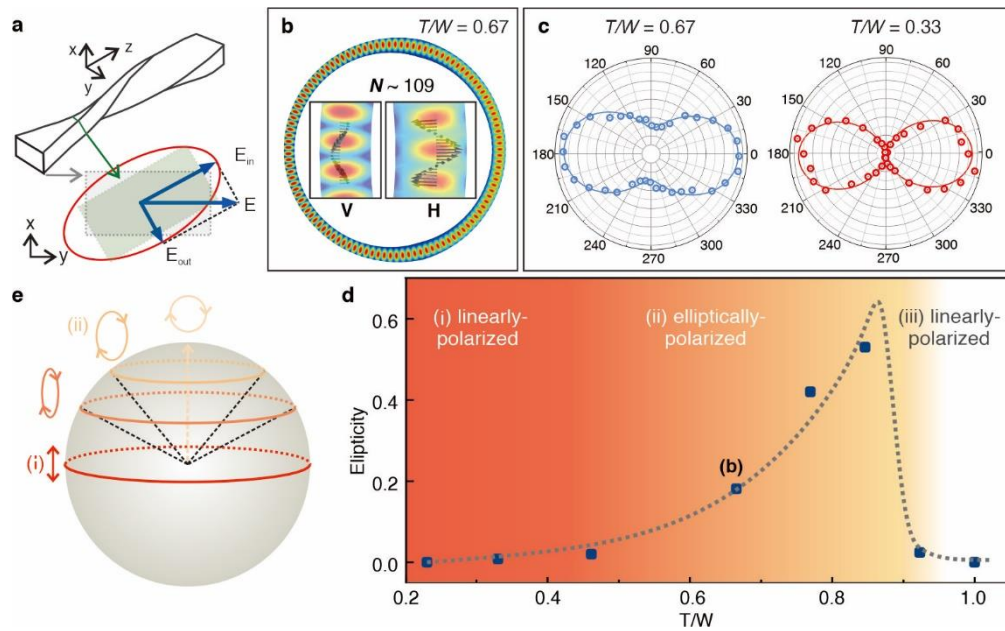 a
x
z
y
E_in
E
E_out
x
y
b
T/W = 0.67
N ~ 109
V
H
c
T/W = 0.67
90
120
60
150
30
180
0
210
330
240
300
270
T/W = 0.33
90
120
60
150
30
180
0
210
330
240
300
270
e
(ii)
(i)
d
(i) linearly-
polarized
(ii) elliptically-
polarized
(iii) linearly-
polarized
(b)
Elipticity
0.6
0.4
0.2
0.0
0.2
0.4
0.6
0.8
1.0
T/W